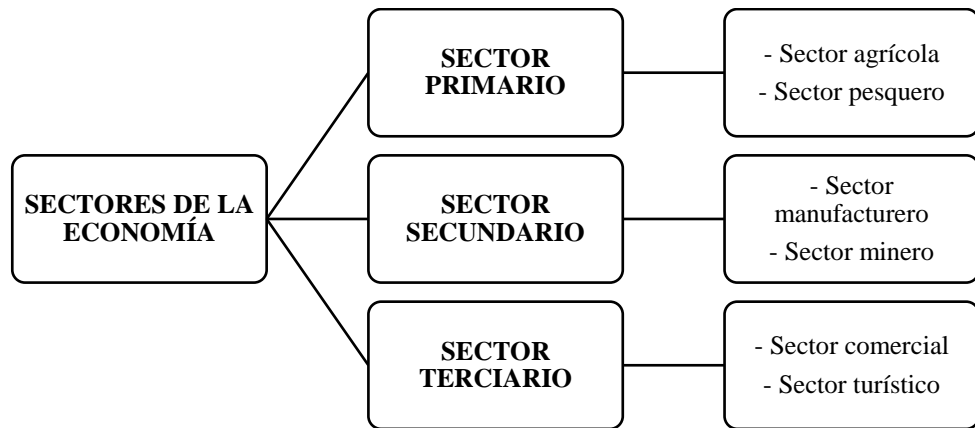 SECTORES DE LA
ECONOMÍA
SECTOR
PRIMARIO
- Sector agrícola
- Sector pesquero
SECTOR
SECUNDARIO
- Sector
manufacturero
- Sector minero
SECTOR
TERCIARIO
- Sector comercial
- Sector turístico